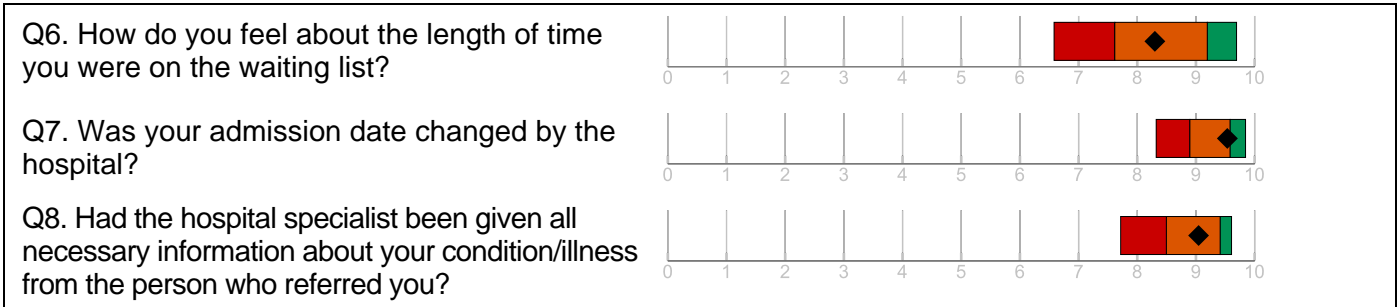 Q6. How do you feel about the length of time
you were on the waiting list?
0 1 2 3 4 5 6 7 8 9 10
Q7. Was your admission date changed by the
hospital?
0 1 2 3 4 5 6 7 8 9 10
Q8. Had the hospital specialist been given all
necessary information about your condition/illness
from the person who referred you?
0 1 2 3 4 5 6 7 8 9 10